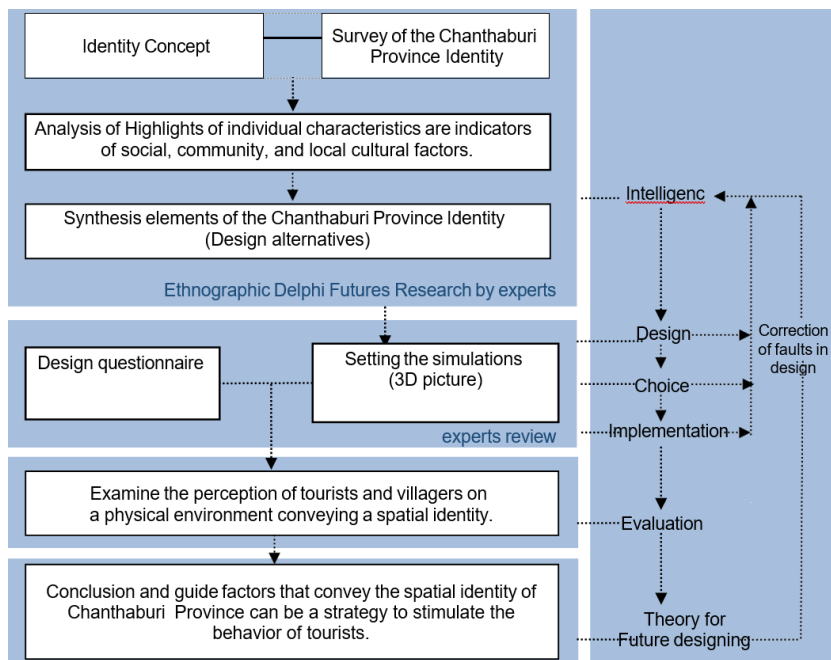 Identity Concept
Survey of the Chanthaburi
Province Identity
Analysis of Highlights of individual characteristics are indicators
of social, community, and local cultural factors.
Synthesis elements of the Chanthaburi Province Identity
(Design alternatives)
Ethnographic Delphi Futures Research by experts
Design questionnaire
Setting the simulations
(3D picture)
experts review
Examine the perception of tourists and villagers on
a physical environment conveying a spatial identity.
Conclusion and guide factors that convey the spatial identity of
Chanthaburi Province can be a strategy to stimulate the
behavior of tourists.
Intelligenc
Design
Choice
Implementation
Evaluation
Theory for
Future designing
Correction
of faults in
design